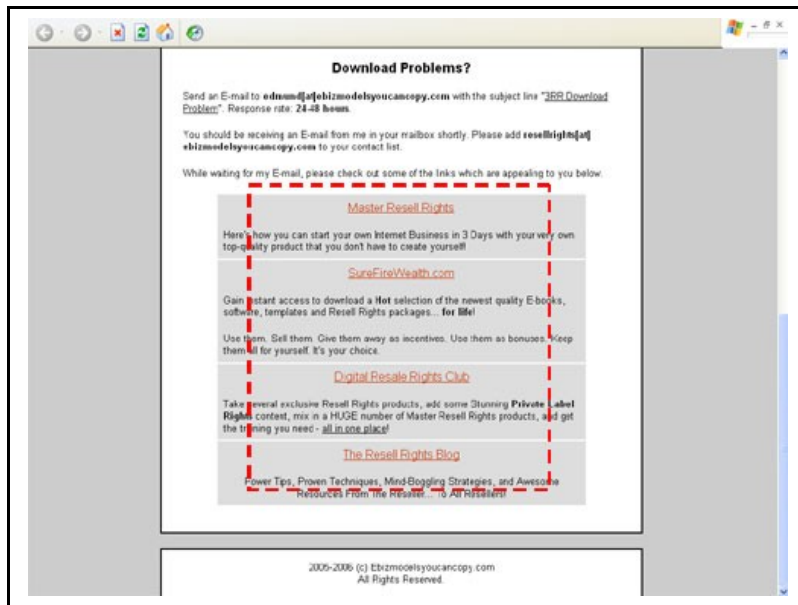 Download Problems?
Send an E-mail to edmund[at]ebizmodelsyoucancopy.com with the subject line "3RR Download
Problem". Response rate: 24-48 hours.
You should be receiving an E-mail from me in your mailbox shortly. Please add resellrights[at]
ebizmodelsyoucancopy.com to your contact list.
While waiting for my E-mail, please check out some of the links which are appealing to you below.
Master Resell Rights
Here's how you can start your own Internet Business in 3 Days with your very own
top-quality product that you don't have to create yourself!
SureFireWealth.com
Gain instant access to download a Hot selection of the newest quality E-books,
software, templates and Resell Rights packages... for life!
Use them. Sell them. Give them away as incentives. Use them as bonuses. Keep
them all for yourself. It's your choice.
Digital Resale Rights Club
Take several exclusive Resell Rights products, add some Stunning Private Label
Rights content, mix in a HUGE number of Master Resell Rights products, and get
the training you need - all in one place!
The Resell Rights Blog
Power Tips, Proven Techniques, Mind-Boggling Strategies, and Awesome
Resources From The Reseller... To All Resellers!
2005-2006 (c) Ebizmodelsyoucancopy.com
All Rights Reserved.